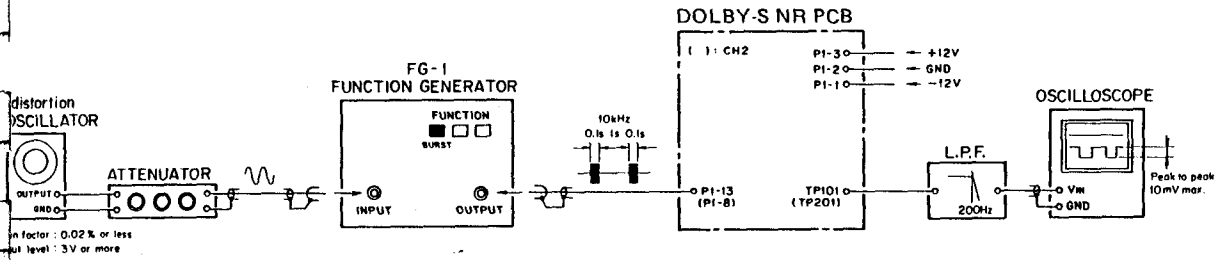 DOLBY-S NR PCB
( ): CH2
P1-3
+12V
P1-2
GND
P1-1
-12V
FG-1
FUNCTION GENERATOR
FUNCTION
BURST
INPUT
OUTPUT
distortion
OSCILLATOR
OUTPUT
GND
n factor : 0.02% or less
ut level : 3V or more
ATTENUATOR
10kHz
0.1s 1s 0.1s
P1-13
(P1-8)
TP101
(TP201)
L.P.F.
200Hz
OSCILLOSCOPE
VIN
GND
Peak to peak
10mV max.